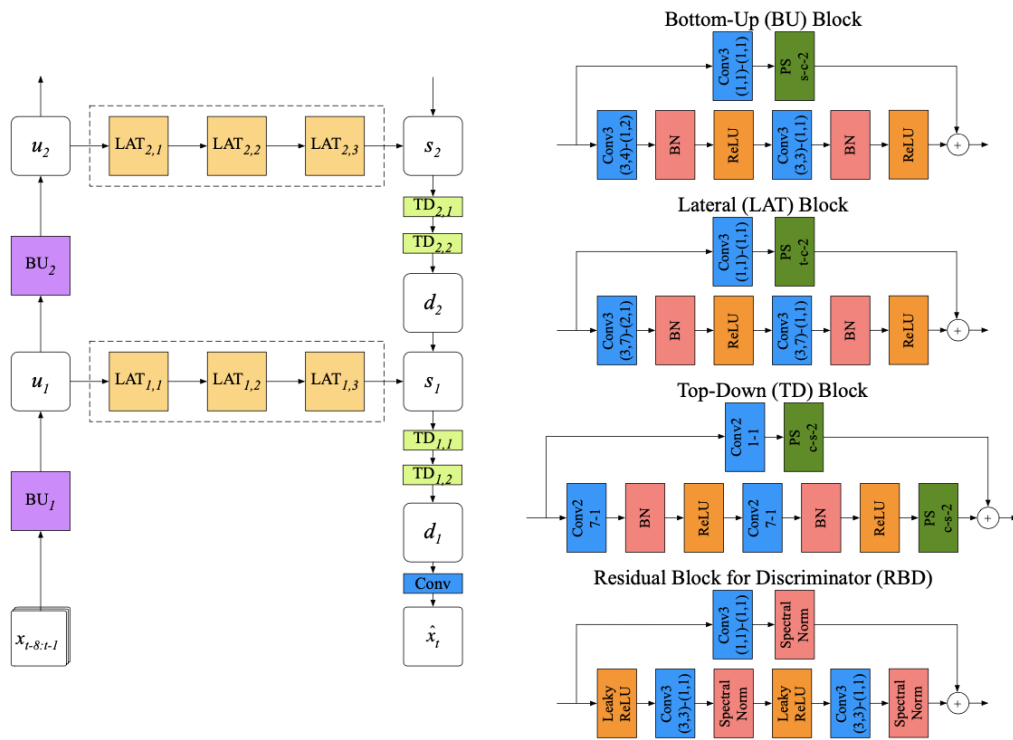 u2
LAT2,1
LAT2,2
LAT2,3
s2
TD2,1
TD2,2
BU2
d2
u1
LAT1,1
LAT1,2
LAT1,3
s1
TD1,1
TD1,2
BU1
d1
Conv
xt-8:t-1
x̂t
Bottom-Up (BU) Block
Conv3
(1,1)-(1,1)
PS
s-c-2
Conv3
(3,4)-(1,2)
BN
ReLU
Conv3
(3,3)-(1,1)
BN
ReLU
+
Lateral (LAT) Block
Conv3
(1,1)-(1,1)
PS
t-c-2
Conv3
(3,7)-(2,1)
BN
ReLU
Conv3
(3,7)-(1,1)
BN
ReLU
+
Top-Down (TD) Block
Conv2
1-1
PS
c-s-2
Conv2
7-1
BN
ReLU
Conv2
7-1
BN
ReLU
PS
c-s-2
+
Residual Block for Discriminator (RBD)
Conv3
(1,1)-(1,1)
Spectral
Norm
Leaky
ReLU
Conv3
(3,3)-(1,1)
Spectral
Norm
Leaky
ReLU
Conv3
(3,3)-(1,1)
Spectral
Norm
+